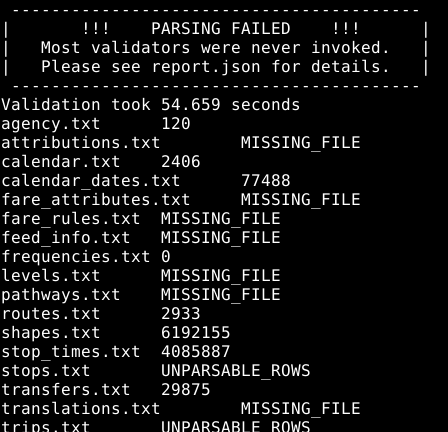 -----------------------------------------
|       !!!    PARSING FAILED    !!!      |
|   Most validators were never invoked.   |
|   Please see report.json for details.   |
-----------------------------------------
Validation took 54.659 seconds
agency.txt      120
attributions.txt        MISSING_FILE
calendar.txt    2406
calendar_dates.txt      77488
fare_attributes.txt     MISSING_FILE
fare_rules.txt  MISSING_FILE
feed_info.txt   MISSING_FILE
frequencies.txt 0
levels.txt      MISSING_FILE
pathways.txt    MISSING_FILE
routes.txt      2933
shapes.txt      6192155
stop_times.txt  4085887
stops.txt       UNPARSABLE_ROWS
transfers.txt   29875
translations.txt        MISSING_FILE
trips.txt       UNPARSABLE_ROWS